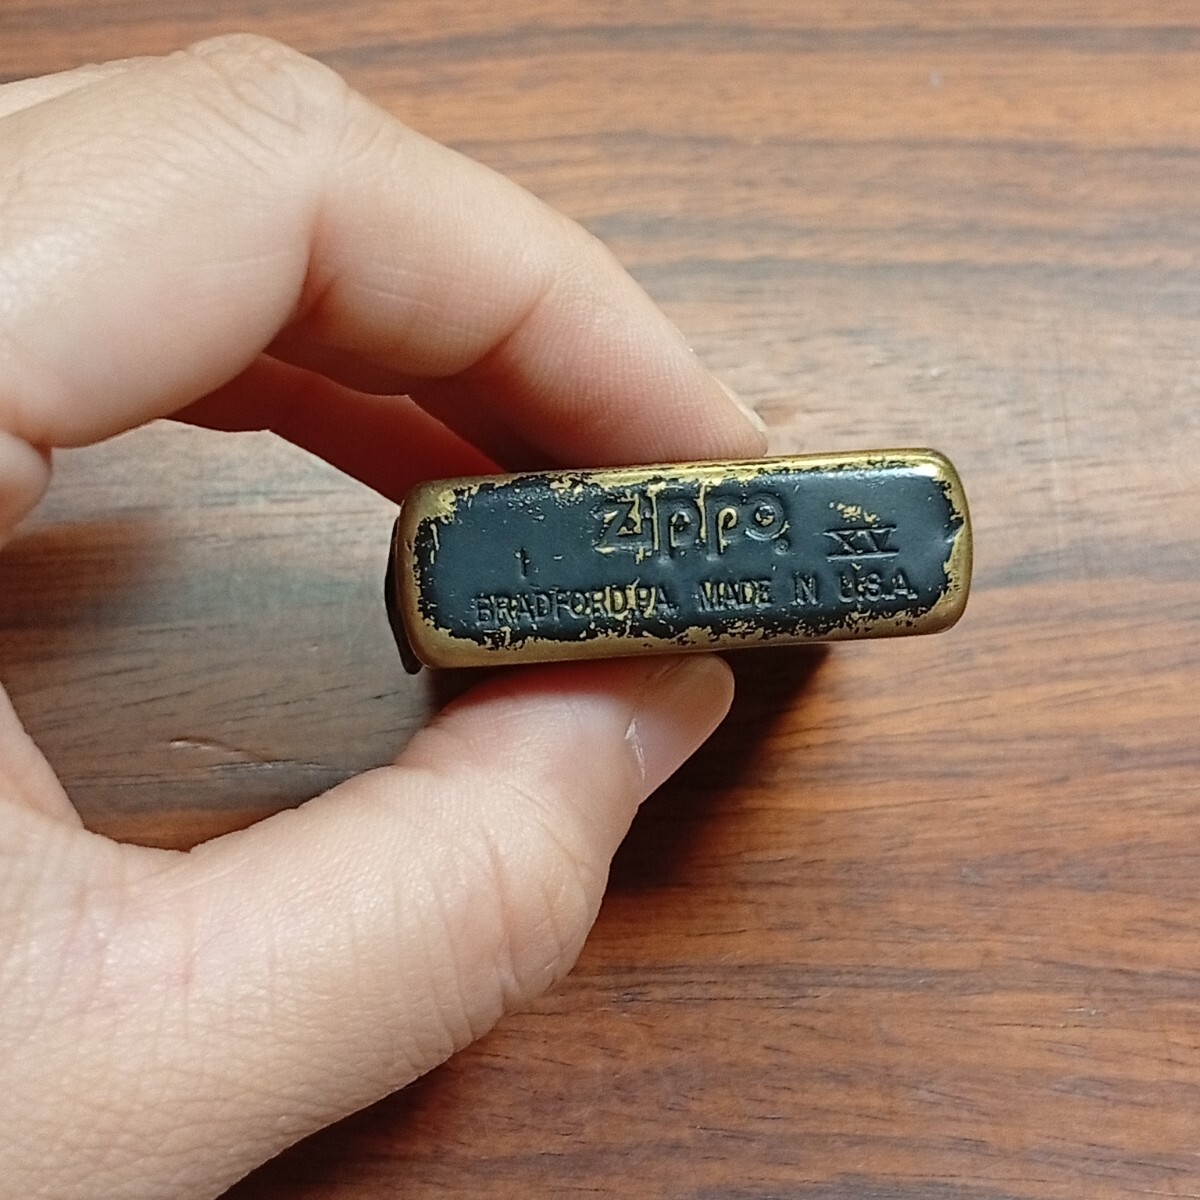 zippo®
XV
BRADFORD,PA. MADE IN U.S.A.